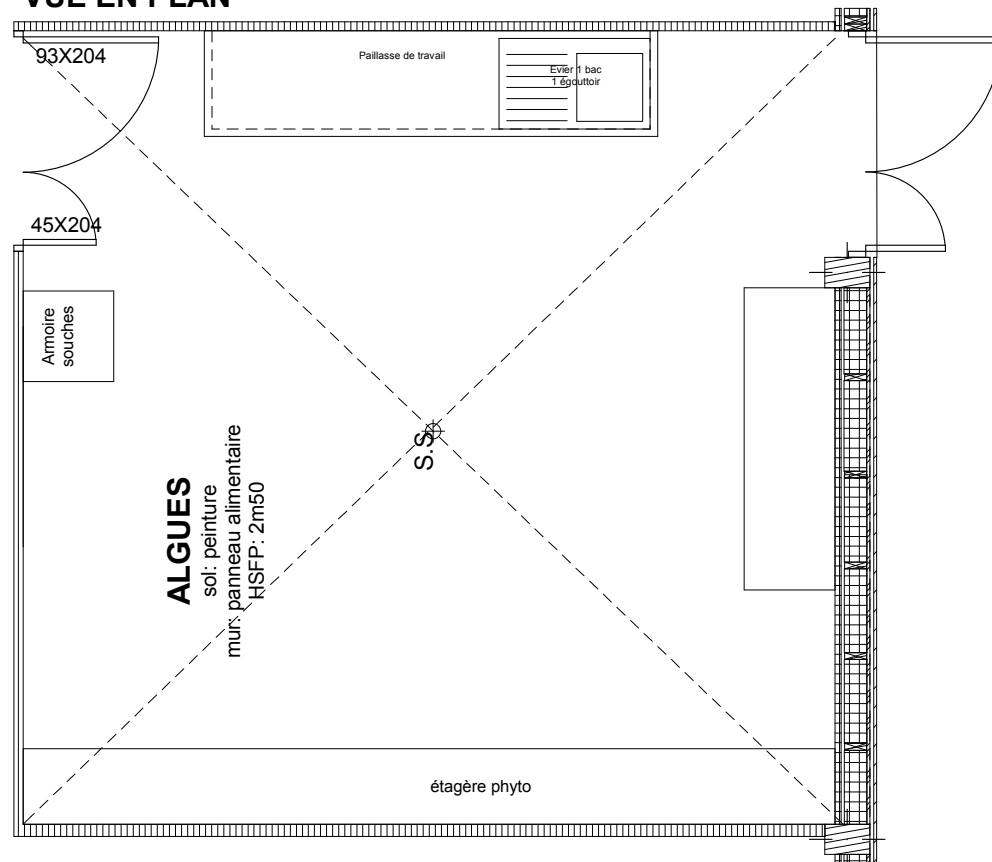 VUE EN PLAN
93X204
Paillasse de travail
Evier 1 bac
1 égouttoir
45X204
Armoire
souches
S.S
ALGUES
sol: peinture
mur: panneau alimentaire
HSFP: 2m50
étagère phyto